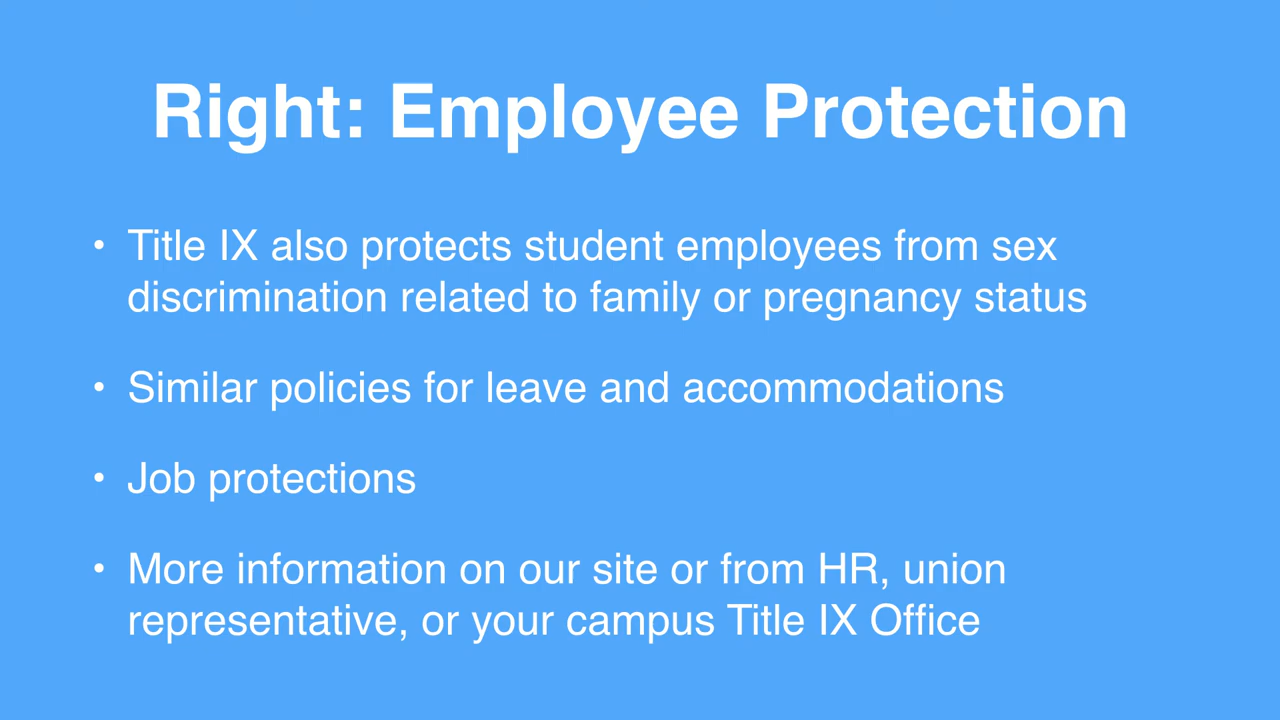 Right: Employee Protection
• Title IX also protects student employees from sex
discrimination related to family or pregnancy status
• Similar policies for leave and accommodations
• Job protections
• More information on our site or from HR, union
representative, or your campus Title IX Office